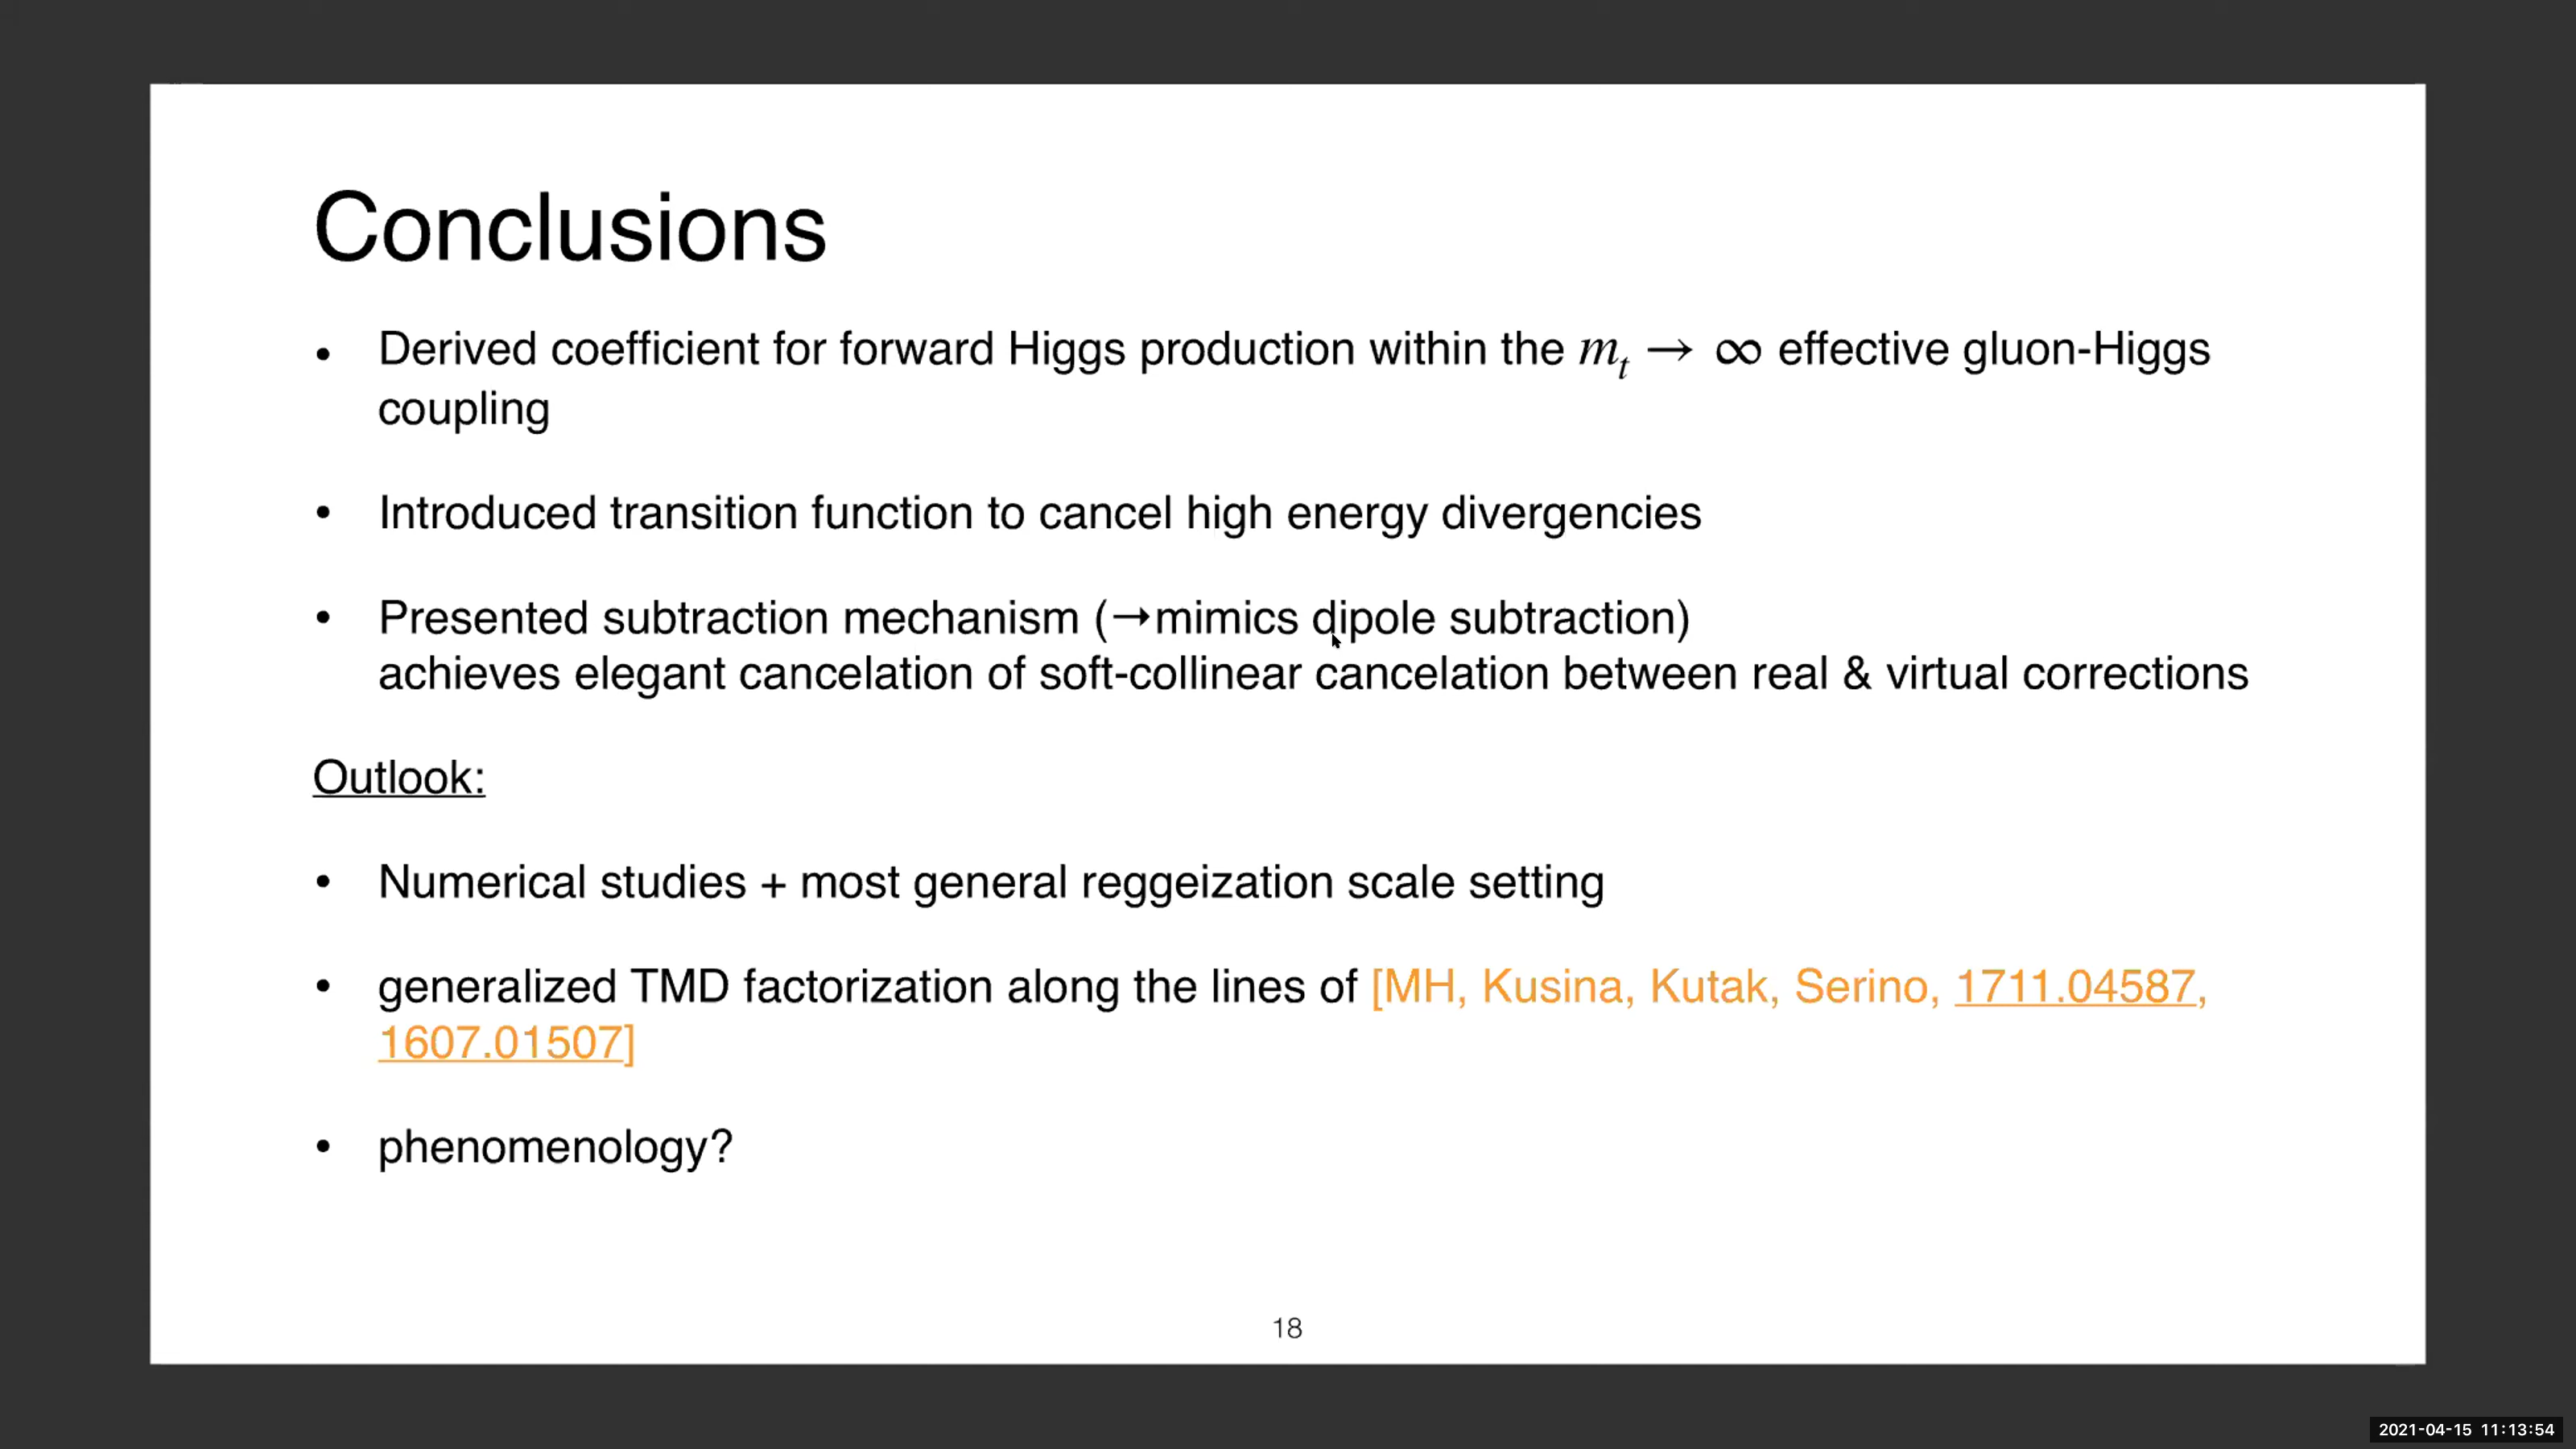 Conclusions
• Derived coefficient for forward Higgs production within the m_t → ∞ effective gluon-Higgs
coupling
• Introduced transition function to cancel high energy divergencies
• Presented subtraction mechanism (→mimics dipole subtraction)
achieves elegant cancelation of soft-collinear cancelation between real & virtual corrections
Outlook:
• Numerical studies + most general reggeization scale setting
• generalized TMD factorization along the lines of [MH, Kusina, Kutak, Serino, 1711.04587,
1607.01507]
• phenomenology?
18
2021-04-15 11:13:54